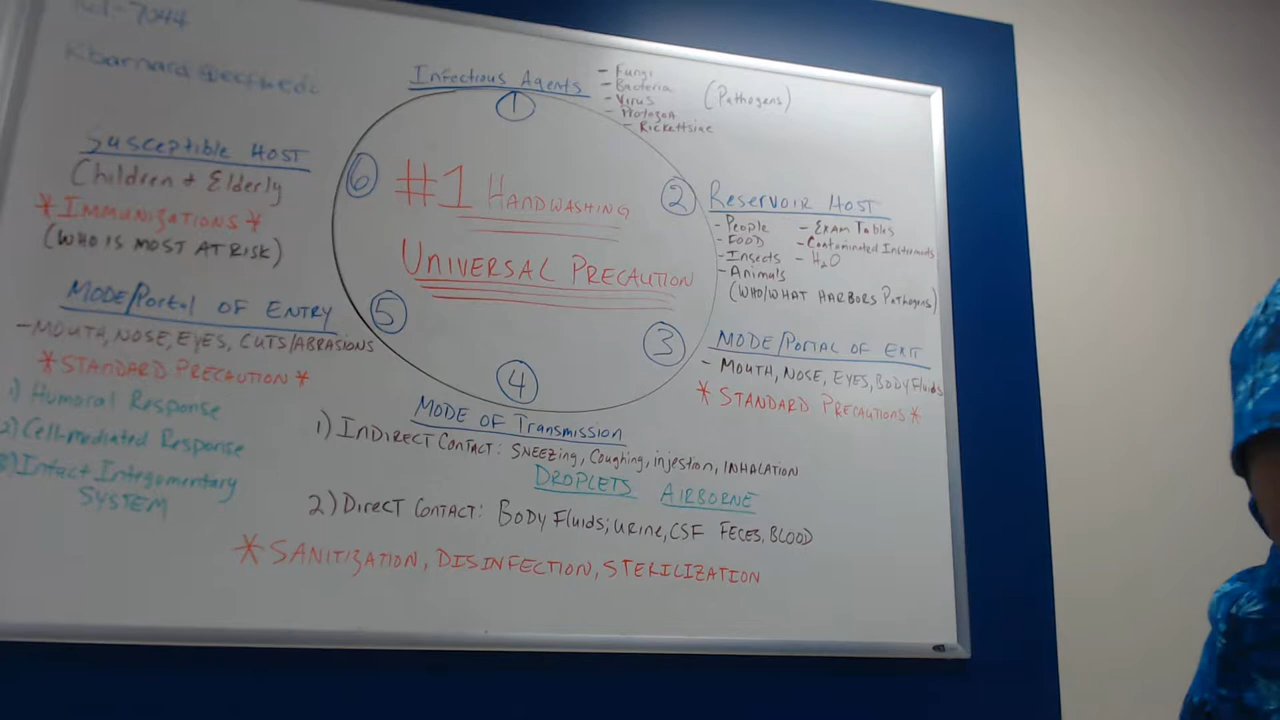 Infectious Agents
①
- Fungi
- Bacteria
- Virus
- Protozoa
- Rickettsiae
(Pathogens)
#1 HANDWASHING
UNIVERSAL PRECAUTION
② RESERVOIR HOST
- People
- FOOD
- Insects
- Animals
- EXAM TABLES
- Contaminated Instruments
- H₂O
(WHO/WHAT HARBORS Pathogens)
③ MODE/PORTAL OF EXIT
- MOUTH, NOSE, EYES, BODY Fluids
* STANDARD PRECAUTIONS *
④
MODE OF Transmission
1) INDIRECT CONTACT: SNEEZing, Coughing, injestion, INHALATION
DROPLETS AIRBORNE
2) DIRECT CONTACT: BODY Fluids; URINE, CSF FECES, BLOOD
* SANITIZATION, DISINFECTION, STERILIZATION
⑤
MODE/Portal OF ENTRY
- MOUTH, NOSE, EYES, CUTS/ABRASIONS
* STANDARD PRECAUTION *
1) Humoral Response
2) Cell-mediated Response
3) Intact Integumentary
SYSTEM
⑥
Susceptible HOST
Children + Elderly
* IMMUNIZATIONS *
(WHO IS MOST AT RISK)